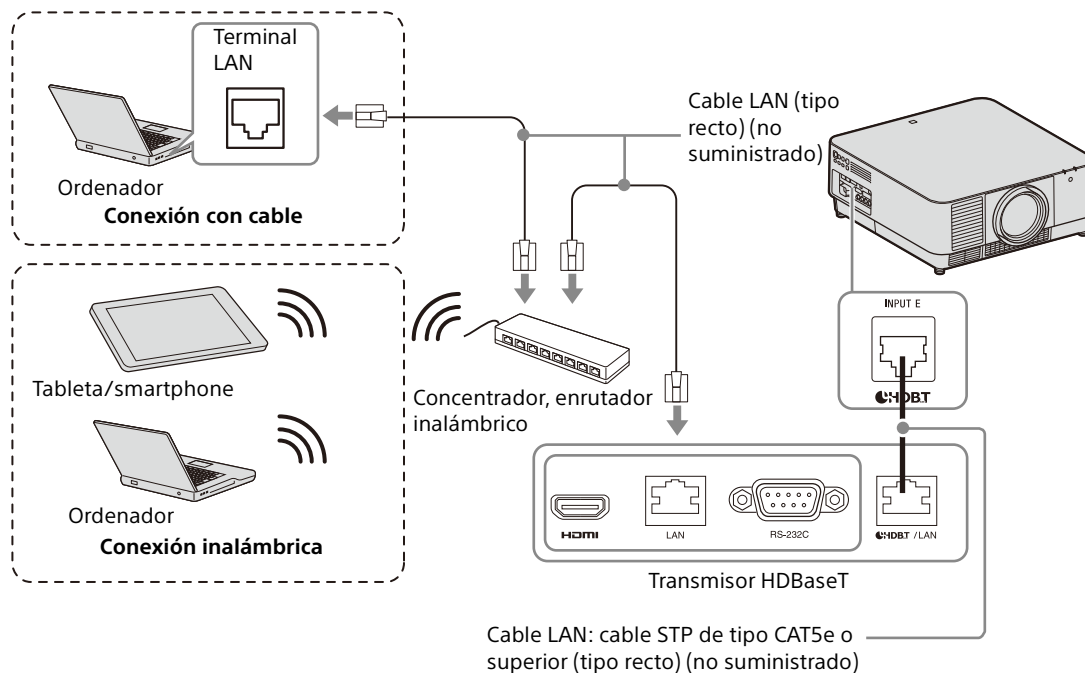 Terminal
LAN
Ordenador
Conexión con cable
Cable LAN (tipo
recto) (no
suministrado)
INPUT E
HDBT
Tableta/smartphone
Ordenador
Conexión inalámbrica
Concentrador, enrutador
inalámbrico
HDMI
LAN
RS-232C
HDBT / LAN
Transmisor HDBaseT
Cable LAN: cable STP de tipo CAT5e o
superior (tipo recto) (no suministrado)